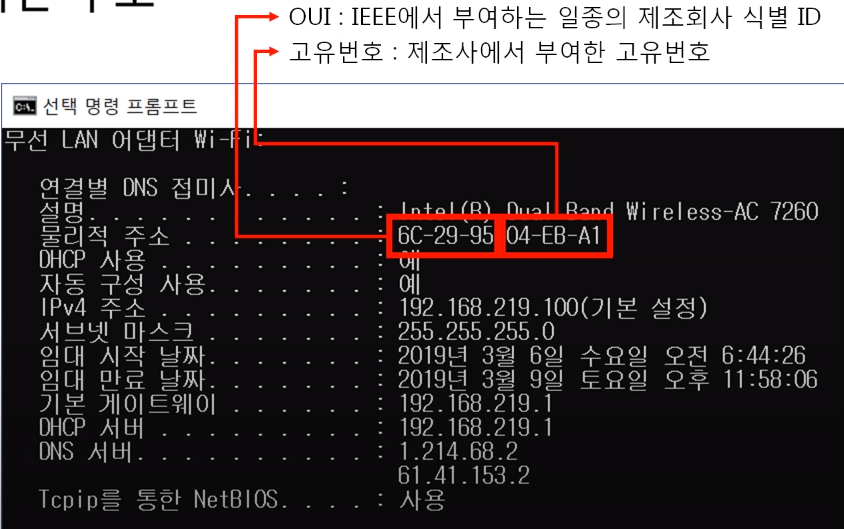 OUI : IEEE에서 부여하는 일종의 제조회사 식별 ID
고유번호 : 제조사에서 부여한 고유번호
선택 명령 프롬프트
무선 LAN 어댑터 Wi-Fi:
연결별 DNS 접미사. . . . :
설명. . . . . . . . . . . . : Intel(R) Dual Band Wireless-AC 7260
물리적 주소 . . . . . . . . : 6C-29-95-04-EB-A1
DHCP 사용 . . . . . . . . . : 예
자동 구성 사용. . . . . . . : 예
IPv4 주소 . . . . . . . . . : 192.168.219.100(기본 설정)
서브넷 마스크 . . . . . . . : 255.255.255.0
임대 시작 날짜. . . . . . . : 2019년 3월 6일 수요일 오전 6:44:26
임대 만료 날짜. . . . . . . : 2019년 3월 9일 토요일 오후 11:58:06
기본 게이트웨이 . . . . . . : 192.168.219.1
DHCP 서버 . . . . . . . . . : 192.168.219.1
DNS 서버. . . . . . . . . . : 1.214.68.2
61.41.153.2
Tcpip를 통한 NetBIOS. . . . : 사용